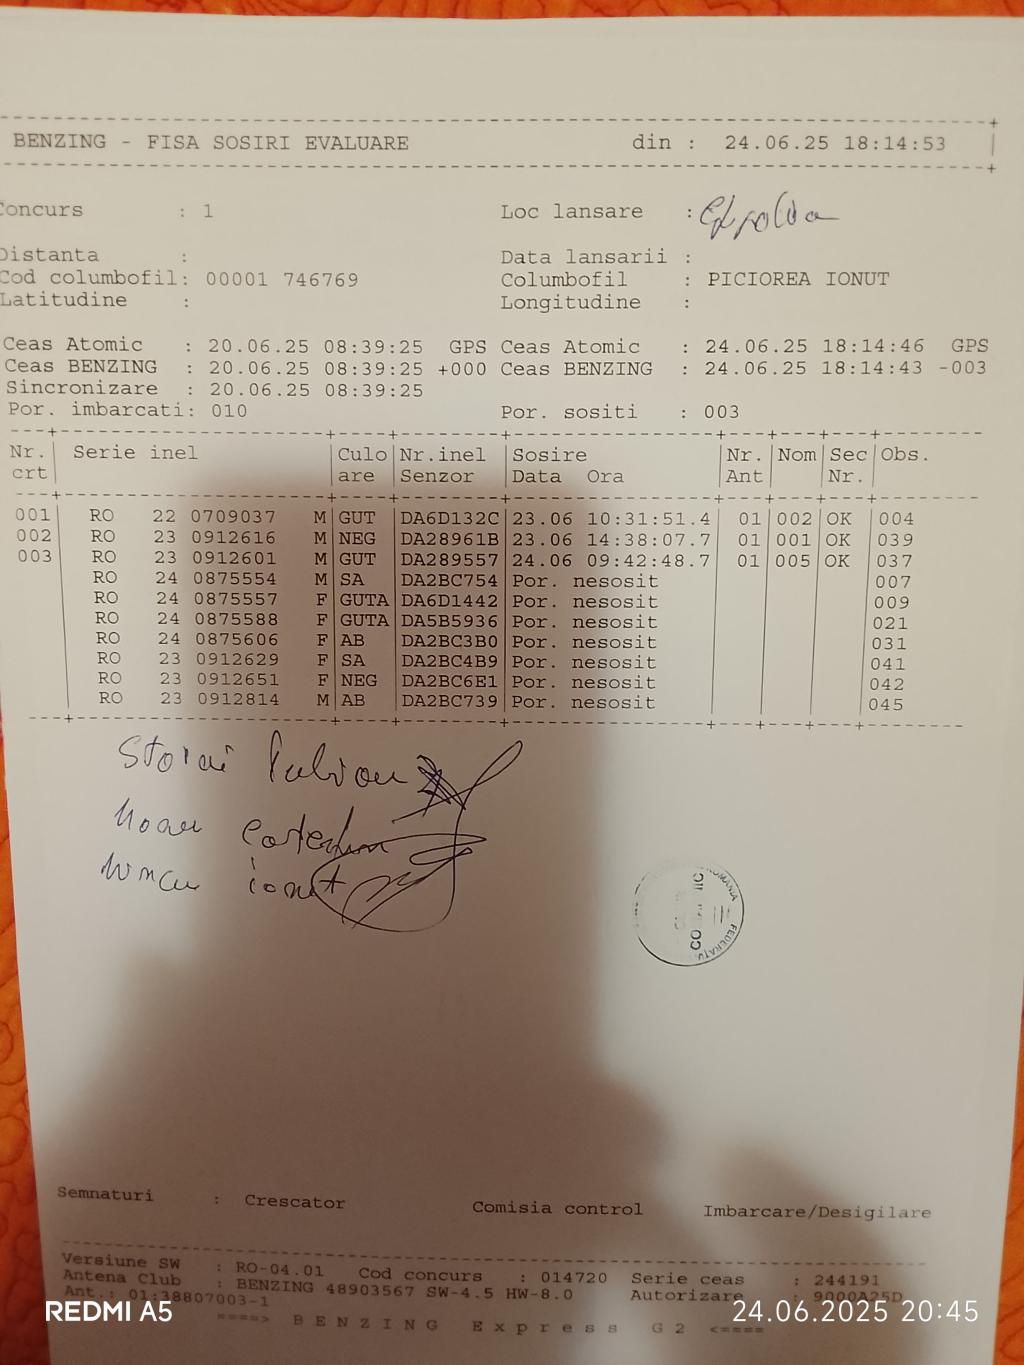 BENZING - FISA SOSIRI EVALUARE din : 24.06.25 18:14:53
Concurs : 1 Loc lansare :
Distanta : Data lansarii :
Cod columbofil: 00001 746769 Columbofil : PICIOREA IONUT
Latitudine : Longitudine :
Ceas Atomic : 20.06.25 08:39:25 GPS Ceas Atomic : 24.06.25 18:14:46 GPS
Ceas BENZING : 20.06.25 08:39:25 +000 Ceas BENZING : 24.06.25 18:14:43 -003
Sincronizare : 20.06.25 08:39:25
Por. imbarcati: 010 Por. sositi : 003
Nr. Serie inel Culo Nr.inel Sosire Nr. Nom Sec Obs.
crt are Senzor Data Ora Ant Nr.
001 RO 22 0709037 M GUT DA6D132C 23.06 10:31:51.4 01 002 OK 004
002 RO 23 0912616 M NEG DA28961B 23.06 14:38:07.7 01 001 OK 039
003 RO 23 0912601 M GUT DA289557 24.06 09:42:48.7 01 005 OK 037
RO 24 0875554 M SA DA2BC754 Por. nesosit 007
RO 24 0875557 F GUTA DA6D1442 Por. nesosit 009
RO 24 0875588 F GUTA DA5B5936 Por. nesosit 021
RO 24 0875606 F AB DA2BC3B0 Por. nesosit 031
RO 23 0912629 F SA DA2BC4B9 Por. nesosit 041
RO 23 0912651 F NEG DA2BC6E1 Por. nesosit 042
RO 23 0912814 M AB DA2BC739 Por. nesosit 045
ionut
Semnaturi : Crescator Comisia control Imbarcare/Desigilare
Versiune SW : RO-04.01 Cod concurs : 014720 Serie ceas : 244191
Antena Club : BENZING 48903567 SW-4.5 HW-8.0 Autorizare : 9000A25D
Ant.: 01:38807003-1
====> BENZING Express G2 <====
REDMI A5 24.06.2025 20:45